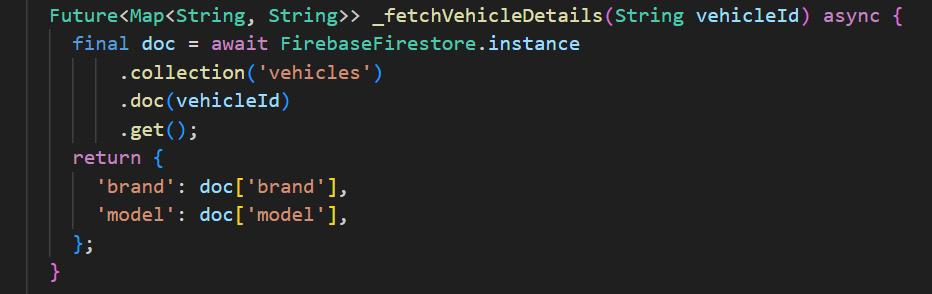 Future<Map<String, String>> _fetchVehicleDetails(String vehicleId) async {
  final doc = await FirebaseFirestore.instance
      .collection('vehicles')
      .doc(vehicleId)
      .get();
  return {
    'brand': doc['brand'],
    'model': doc['model'],
  };
}